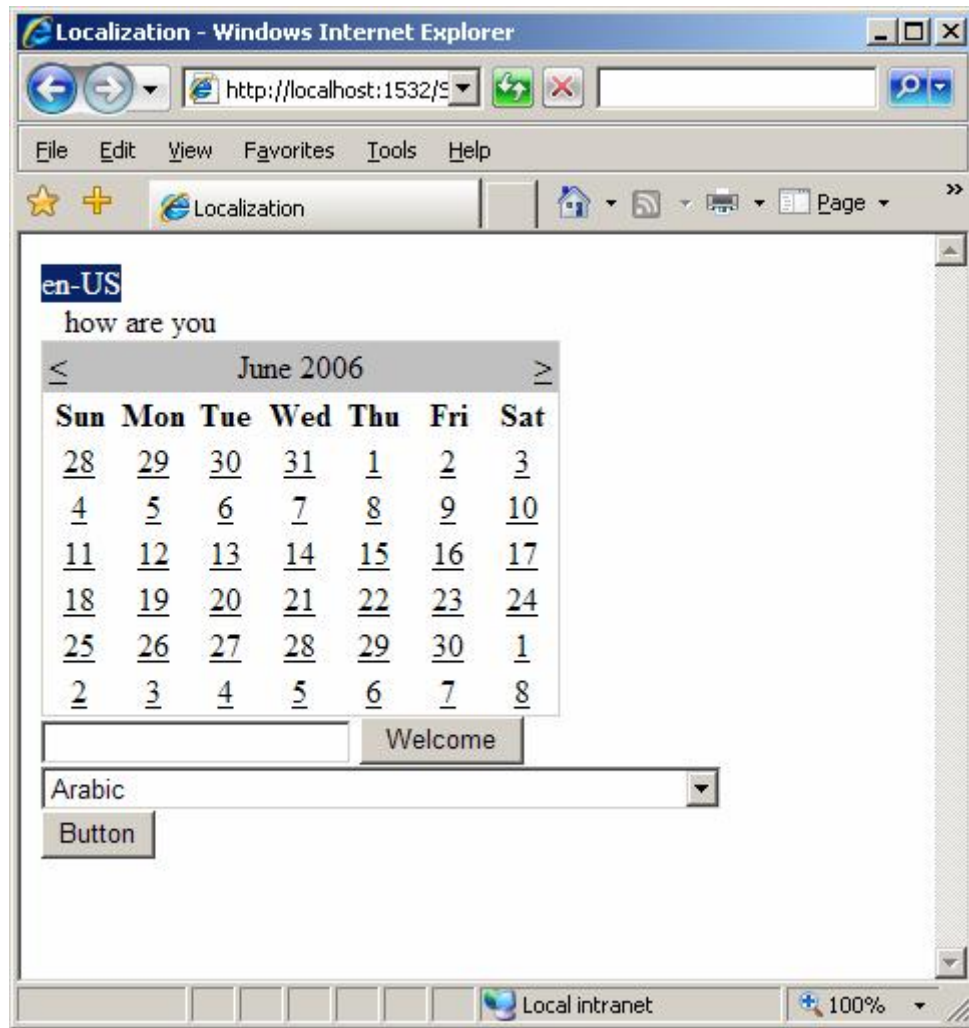 Localization - Windows Internet Explorer
http://localhost:1532/S
File Edit View Favorites Tools Help
Localization Page »
en-US
how are you
< June 2006 >
Sun Mon Tue Wed Thu Fri Sat
28 29 30 31 1 2 3
4 5 6 7 8 9 10
11 12 13 14 15 16 17
18 19 20 21 22 23 24
25 26 27 28 29 30 1
2 3 4 5 6 7 8
Welcome
Arabic
Button
Local intranet 100%